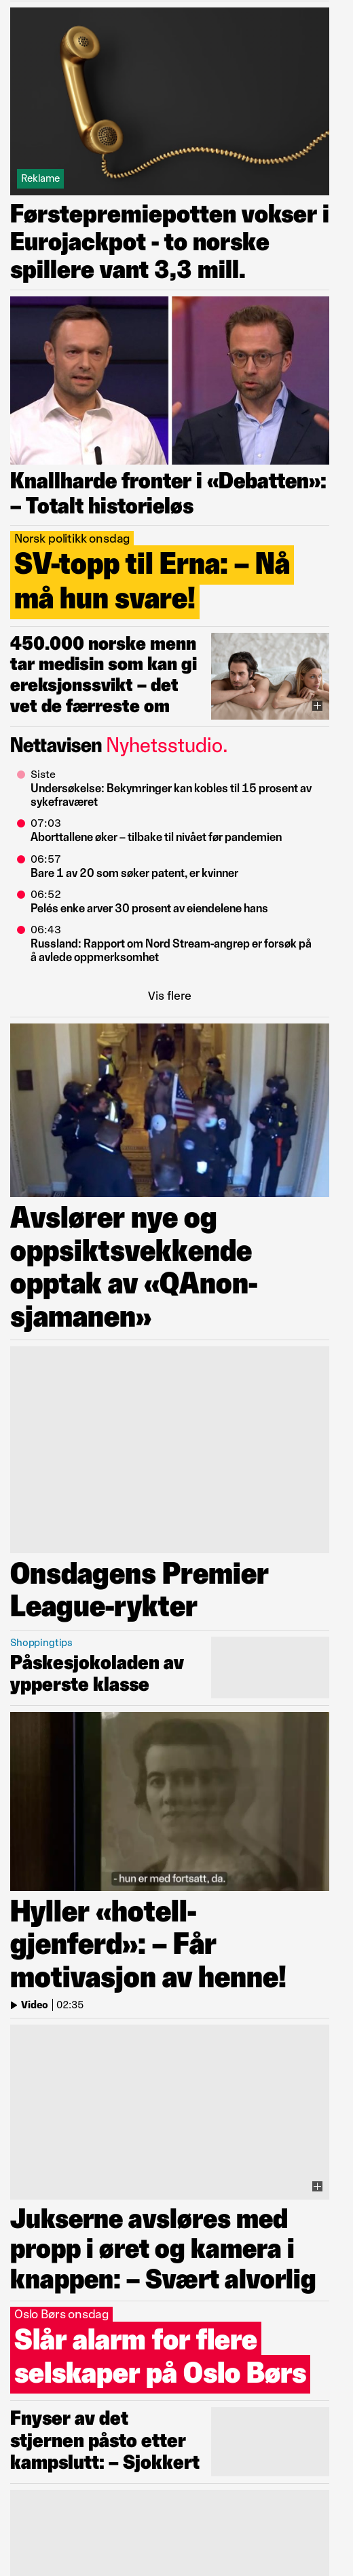 Reklame
Førstepremiepotten vokser i
Eurojackpot - to norske
spillere vant 3,3 mill.
Knallharde fronter i «Debatten»:
– Totalt historieløs
Norsk politikk onsdag
SV-topp til Erna: – Nå
må hun svare!
450.000 norske menn
tar medisin som kan gi
ereksjonssvikt – det
vet de færreste om
Nettavisen Nyhetsstudio.
Siste
Undersøkelse: Bekymringer kan kobles til 15 prosent av
sykefraværet
07:03
Aborttallene øker – tilbake til nivået før pandemien
06:57
Bare 1 av 20 som søker patent, er kvinner
06:52
Pelés enke arver 30 prosent av eiendelene hans
06:43
Russland: Rapport om Nord Stream-angrep er forsøk på
å avlede oppmerksomhet
Vis flere
Avslører nye og
oppsiktsvekkende
opptak av «QAnon-
sjamanen»
Onsdagens Premier
League-rykter
Shoppingtips
Påskesjokoladen av
ypperste klasse
- hun er med fortsatt, da.
Hyller «hotell-
gjenferd»: – Får
motivasjon av henne!
Video | 02:35
Jukserne avsløres med
propp i øret og kamera i
knappen: – Svært alvorlig
Oslo Børs onsdag
Slår alarm for flere
selskaper på Oslo Børs
Fnyser av det
stjernen påsto etter
kampslutt: – Sjokkert